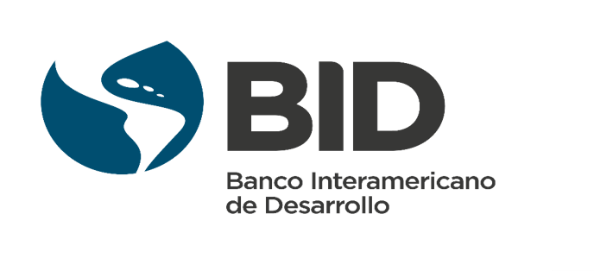 BID
Banco Interamericano
de Desarrollo